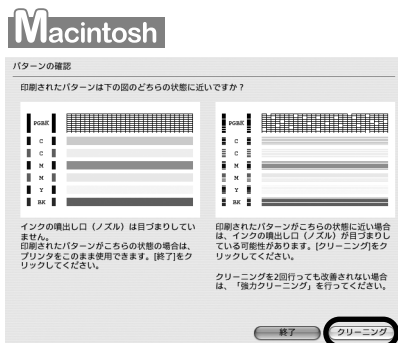 Macintosh
パターンの確認
印刷されたパターンは下の図のどちらの状態に近いですか？
PGBK
C
C
M
M
Y
BK
インクの噴出し口（ノズル）は目づまりしてい
ません。
印刷されたパターンがこちらの状態の場合は、
プリンタをこのまま使用できます。[終了]をク
リックしてください。
PGBK
C
C
M
M
Y
BK
印刷されたパターンがこちらの状態に近い場合
は、インクの噴出し口（ノズル）が目づまりし
ている可能性があります。[クリーニング]をク
リックしてください。
クリーニングを2回行っても改善されない場合
は、「強力クリーニング」を行ってください。
終了
クリーニング